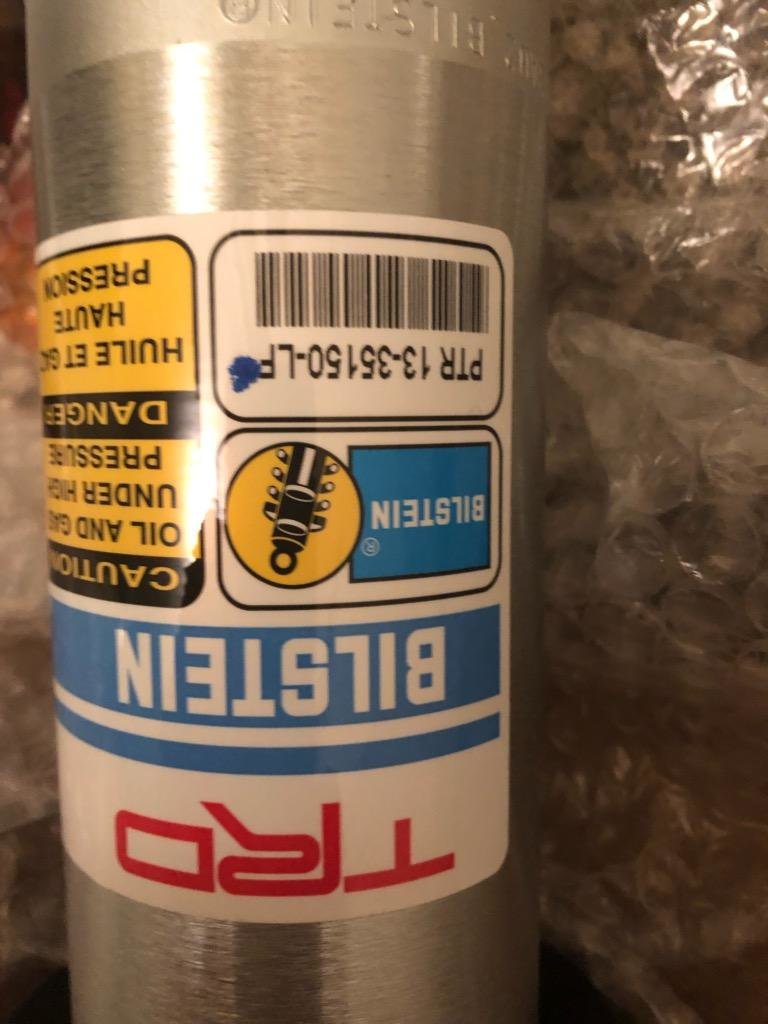 TRD
BILSTEIN
BILSTEIN®
PTR 13-35150-LF
CAUTION
OIL AND GAS
UNDER HIGH
PRESSURE
DANGER
HUILE ET GAZ
HAUTE
PRESSION
BILSTEIN®